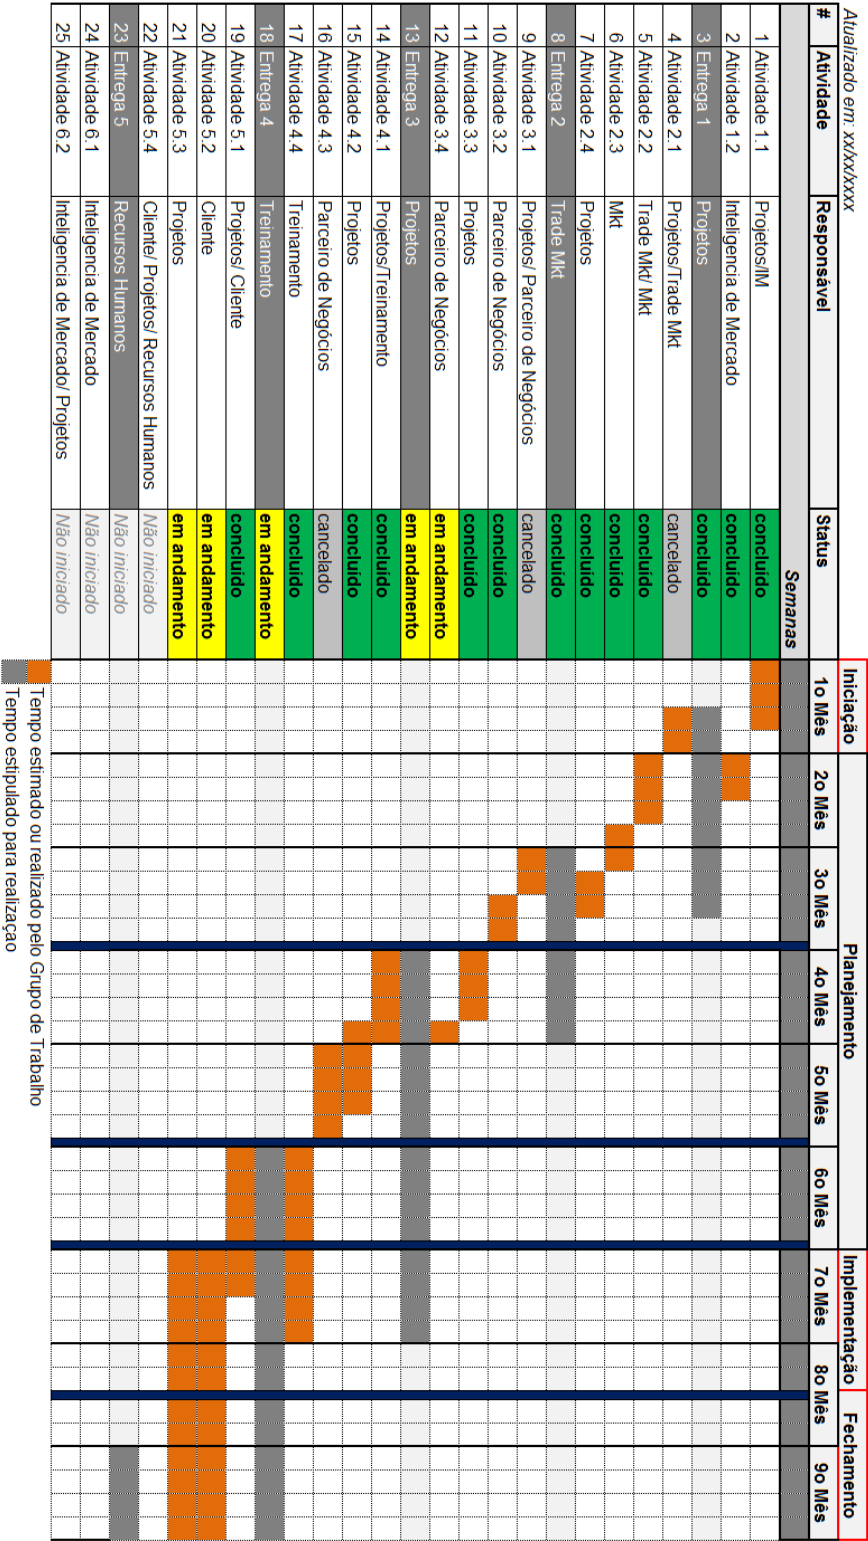 Atualizado em: xx/xx/xxxx
Iniciação Planejamento Implementação Fechamento
# Atividade Responsável Status 1o Mês 2o Mês 3o Mês 4o Mês 5o Mês 6o Mês 7o Mês 8o Mês 9o Mês
Semanas
1 Atividade 1.1 Projetos/IM concluído
2 Atividade 1.2 Inteligencia de Mercado concluído
3 Entrega 1 Projetos concluído
4 Atividade 2.1 Projetos/Trade Mkt cancelado
5 Atividade 2.2 Trade Mkt/ Mkt concluído
6 Atividade 2.3 Mkt concluído
7 Atividade 2.4 Projetos concluído
8 Entrega 2 Trade Mkt concluído
9 Atividade 3.1 Projetos/ Parceiro de Negócios cancelado
10 Atividade 3.2 Parceiro de Negócios concluído
11 Atividade 3.3 Projetos concluído
12 Atividade 3.4 Parceiro de Negócios em andamento
13 Entrega 3 Projetos em andamento
14 Atividade 4.1 Projetos/Treinamento concluído
15 Atividade 4.2 Projetos concluído
16 Atividade 4.3 Parceiro de Negócios cancelado
17 Atividade 4.4 Treinamento concluído
18 Entrega 4 Treinamento em andamento
19 Atividade 5.1 Projetos/ Cliente concluído
20 Atividade 5.2 Cliente em andamento
21 Atividade 5.3 Projetos em andamento
22 Atividade 5.4 Cliente/ Projetos/ Recursos Humanos Não iniciado
23 Entrega 5 Recursos Humanos Não iniciado
24 Atividade 6.1 Inteligencia de Mercado Não iniciado
25 Atividade 6.2 Inteligencia de Mercado/ Projetos Não iniciado
Tempo estimado ou realizado pelo Grupo de Trabalho
Tempo estipulado para realização